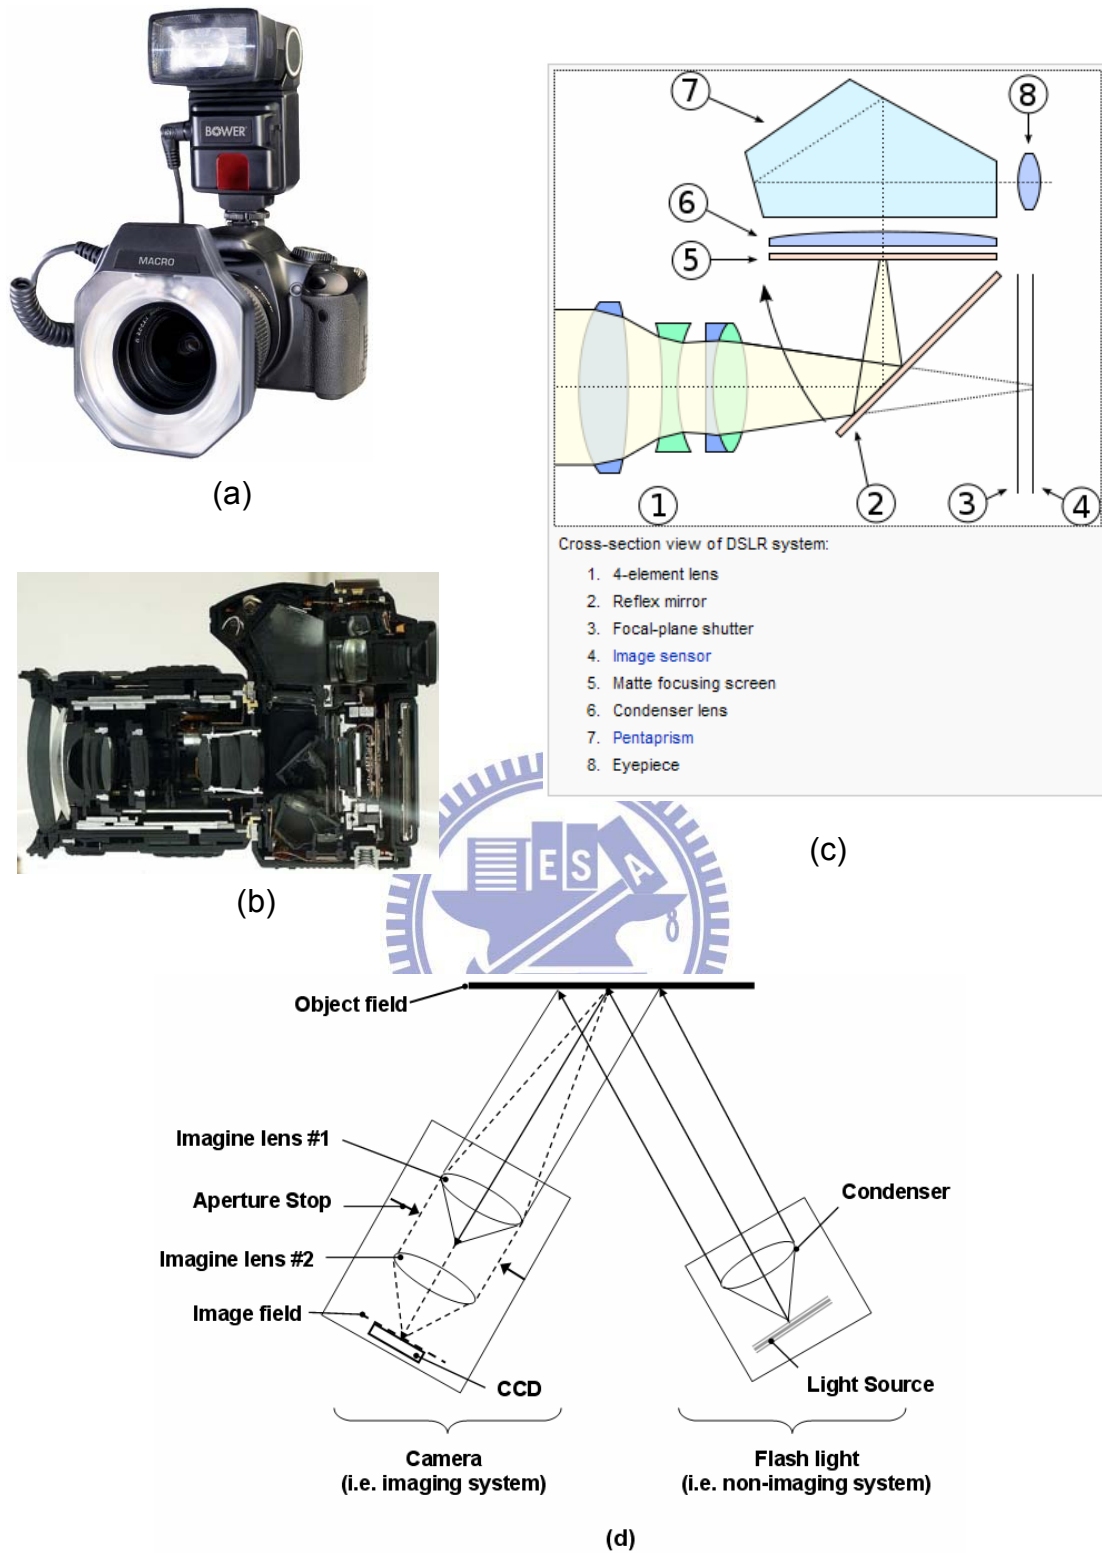 BOWER
MACRO
(a)
7
8
6
5
1
2
3
4
Cross-section view of DSLR system:
1. 4-element lens
2. Reflex mirror
3. Focal-plane shutter
4. Image sensor
5. Matte focusing screen
6. Condenser lens
7. Pentaprism
8. Eyepiece
(b)
(c)
E S A
8
Object field
Imagine lens #1
Aperture Stop
Condenser
Imagine lens #2
Image field
CCD
Light Source
Camera
(i.e. imaging system)
Flash light
(i.e. non-imaging system)
(d)